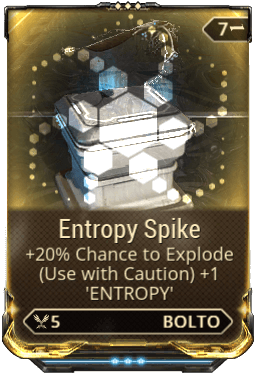 7
Entropy Spike
+20% Chance to Explode
(Use with Caution) +1
'ENTROPY'
5 BOLTO